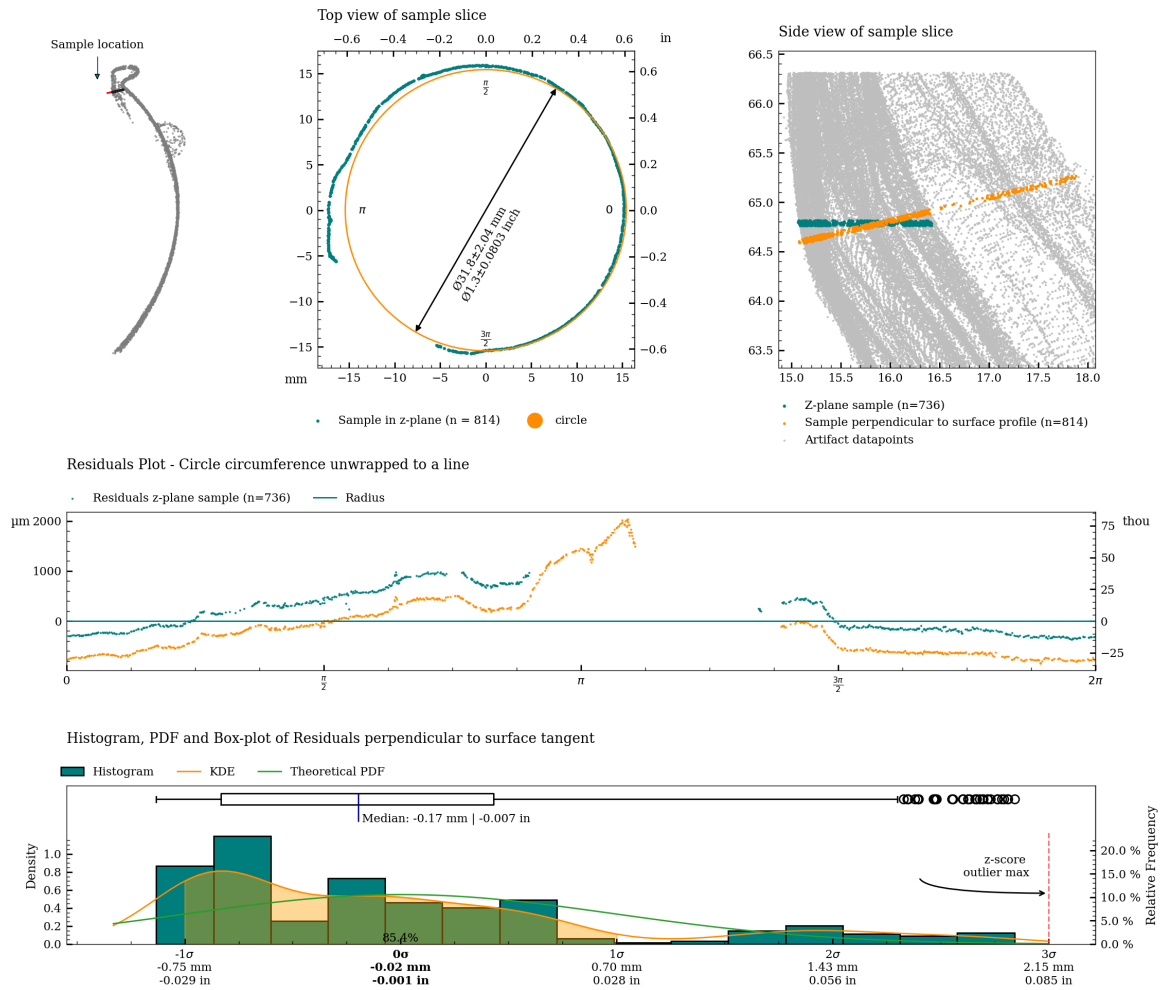 Top view of sample slice
Sample location
−0.6 −0.4 −0.2 0.0 0.2 0.4 0.6 in
Side view of sample slice
15
10
5
0
−5
−10
−15
0.6
0.4
0.2
0.0
−0.2
−0.4
−0.6
π/2
π
0
3π/2
Ø31.8±2.04 mm
Ø1.3±0.0803 inch
mm −15 −10 −5 0 5 10 15
66.5
66.0
65.5
65.0
64.5
64.0
63.5
15.0 15.5 16.0 16.5 17.0 17.5 18.0
Sample in z-plane (n = 814) circle
Z-plane sample (n=736)
Sample perpendicular to surface profile (n=814)
Artifact datapoints
Residuals Plot - Circle circumference unwrapped to a line
Residuals z-plane sample (n=736) Radius
µm 2000
1000
0
75 thou
50
25
0
−25
0 π/2 π 3π/2 2π
Histogram, PDF and Box-plot of Residuals perpendicular to surface tangent
Histogram KDE Theoretical PDF
Median: -0.17 mm | -0.007 in
Density
1.0
0.8
0.6
0.4
0.2
0.0
z-score
outlier max
85.4%
Relative Frequency
20.0 %
15.0 %
10.0 %
5.0 %
0.0 %
-1σ 0σ 1σ 2σ 3σ
-0.75 mm -0.02 mm 0.70 mm 1.43 mm 2.15 mm
-0.029 in -0.001 in 0.028 in 0.056 in 0.085 in